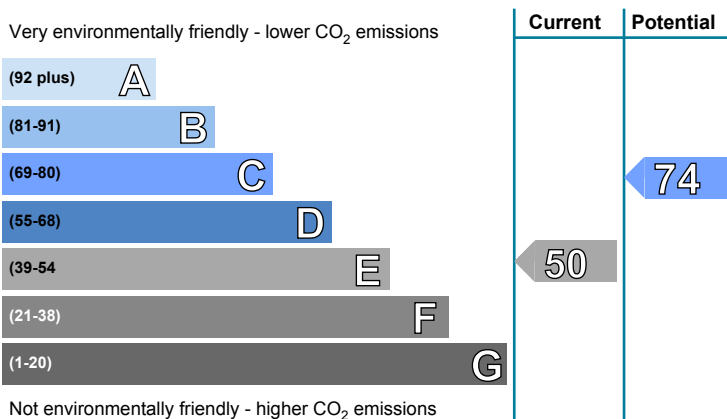 Very environmentally friendly - lower CO2 emissions
Current
Potential
(92 plus) A
(81-91) B
(69-80) C
74
(55-68) D
(39-54 E
50
(21-38) F
(1-20) G
Not environmentally friendly - higher CO2 emissions